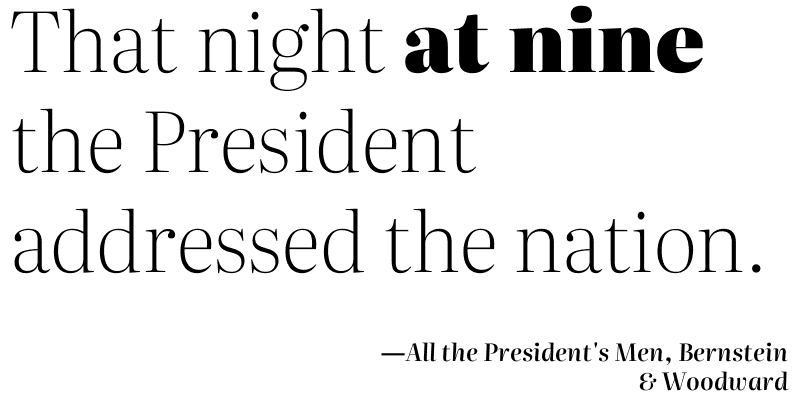 That night at nine
the President
addressed the nation.
—All the President's Men, Bernstein
& Woodward